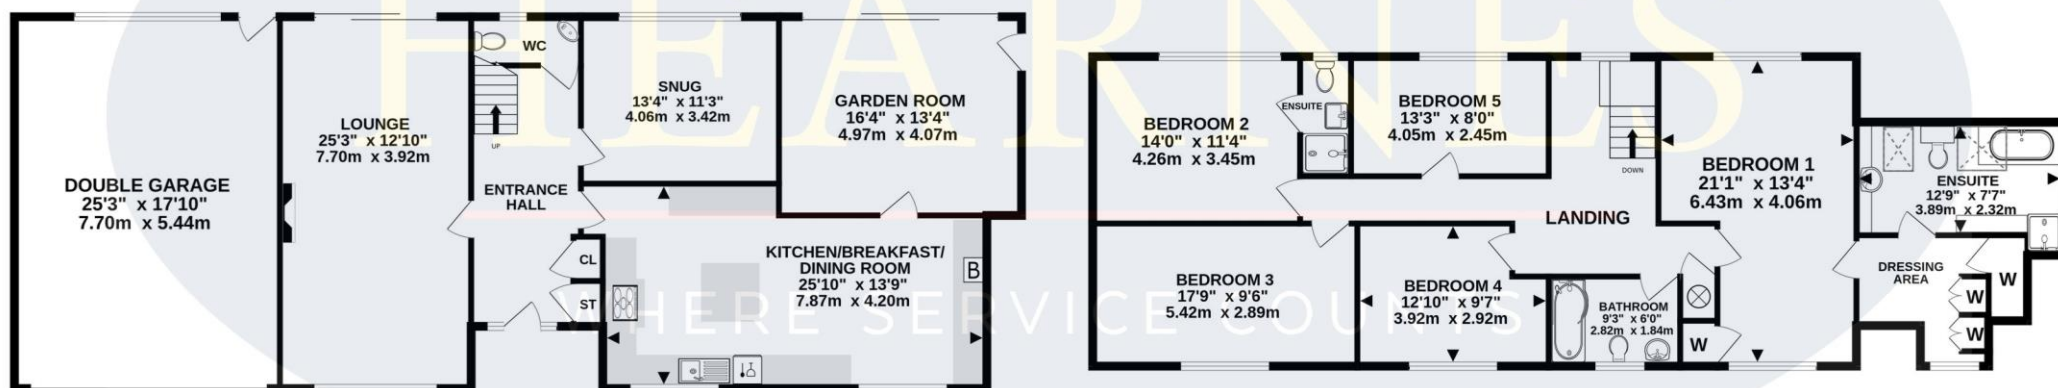 HEARNES
WHERE SERVICE COUNTS
DOUBLE GARAGE
25'3" x 17'10"
7.70m x 5.44m
LOUNGE
25'3" x 12'10"
7.70m x 3.92m
WC
UP
ENTRANCE
HALL
CL
ST
SNUG
13'4" x 11'3"
4.06m x 3.42m
GARDEN ROOM
16'4" x 13'4"
4.97m x 4.07m
KITCHEN/BREAKFAST/
DINING ROOM
25'10" x 13'9"
7.87m x 4.20m
B
BEDROOM 2
14'0" x 11'4"
4.26m x 3.45m
ENSUITE
BEDROOM 5
13'3" x 8'0"
4.05m x 2.45m
DOWN
LANDING
BEDROOM 1
21'1" x 13'4"
6.43m x 4.06m
ENSUITE
12'9" x 7'7"
3.89m x 2.32m
DRESSING
AREA
W
W
W
BEDROOM 3
17'9" x 9'6"
5.42m x 2.89m
BEDROOM 4
12'10" x 9'7"
3.92m x 2.92m
BATHROOM
9'3" x 6'0"
2.82m x 1.84m
W